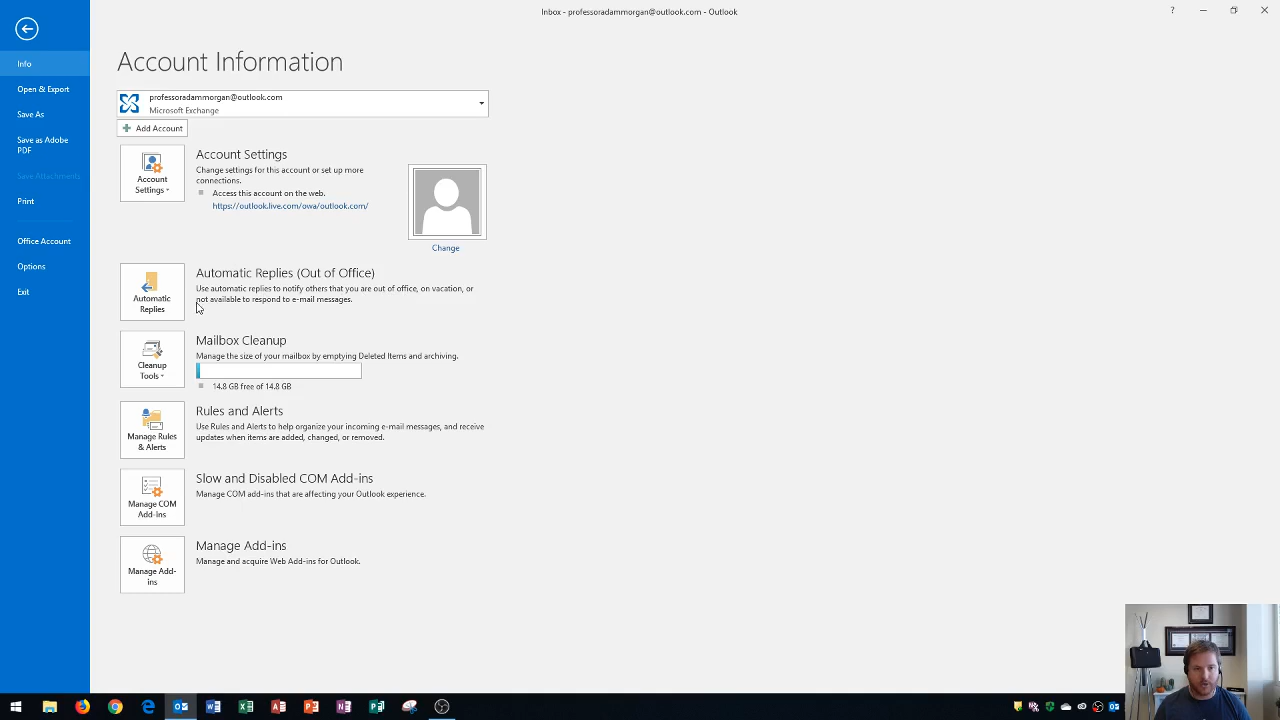 Inbox - professoradammorgan@outlook.com - Outlook
?
Info
Open & Export
Save As
Save as Adobe
PDF
Save Attachments
Print
Office Account
Options
Exit
Account Information
professoradammorgan@outlook.com
Microsoft Exchange
Add Account
Account
Settings
Account Settings
Change settings for this account or set up more
connections.
Access this account on the web.
https://outlook.live.com/owa/outlook.com/
Change
Automatic
Replies
Automatic Replies (Out of Office)
Use automatic replies to notify others that you are out of office, on vacation, or
not available to respond to e-mail messages.
Cleanup
Tools
Mailbox Cleanup
Manage the size of your mailbox by emptying Deleted Items and archiving.
14.8 GB free of 14.8 GB
Manage Rules
& Alerts
Rules and Alerts
Use Rules and Alerts to help organize your incoming e-mail messages, and receive
updates when items are added, changed, or removed.
Manage COM
Add-Ins
Slow and Disabled COM Add-ins
Manage COM add-ins that are affecting your Outlook experience.
Manage Add-
ins
Manage Add-ins
Manage and acquire Web Add-ins for Outlook.